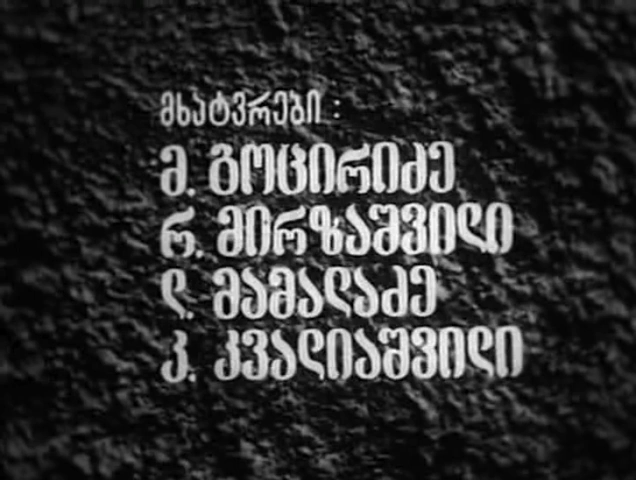 მხატვრები :
მ. გოცირიძე
რ. მირზაშვილი
ლ. მამალაძე
კ. კვალიაშვილი